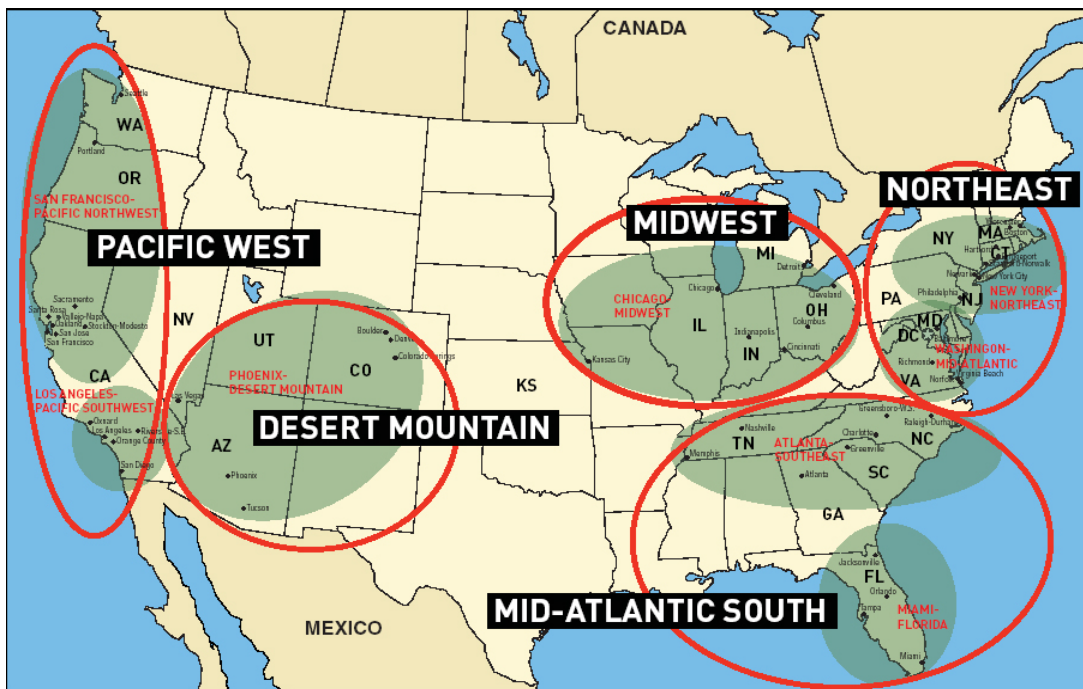 CANADA
Seattle
WA
Portland
OR
SAN FRANCISCO-
PACIFIC NORTHWEST
PACIFIC WEST
Sacramento
Santa Rosa
Vallejo-Napa
Oakland
Stockton-Modesto
San Jose
San Francisco
NV
CA
LOS ANGELES-
PACIFIC SOUTHWEST
Oxnard
Los Angeles
Riverside-S.B.
Orange County
San Diego
UT
Boulder
CO
Colorado Springs
PHOENIX-
DESERT MOUNTAIN
Las Vegas
DESERT MOUNTAIN
AZ
Phoenix
Tucson
KS
MEXICO
MIDWEST
MI
Detroit
Chicago
CHICAGO
MIDWEST
Cleveland
IL
OH
Columbus
Indianapolis
IN
Cincinnati
Kansas City
NORTHEAST
NY
MA
Boston
Hartford
CT
Newark
New York City
Philadelphia
NJ
NEW YORK-
NORTHEAST
PA
MD
DC
Baltimore
WASHINGON-
MID-ATLANTIC
Richmond
VA
Norfolk
Virginia Beach
Greensboro-W.S.
Raleigh-Durham
Nashville
TN
Memphis
ATLANTA-
SOUTHEAST
Charlotte
NC
Greenville
Atlanta
SC
GA
Jacksonville
FL
Orlando
Tampa
MIAMI-
FLORIDA
Miami
MID-ATLANTIC SOUTH